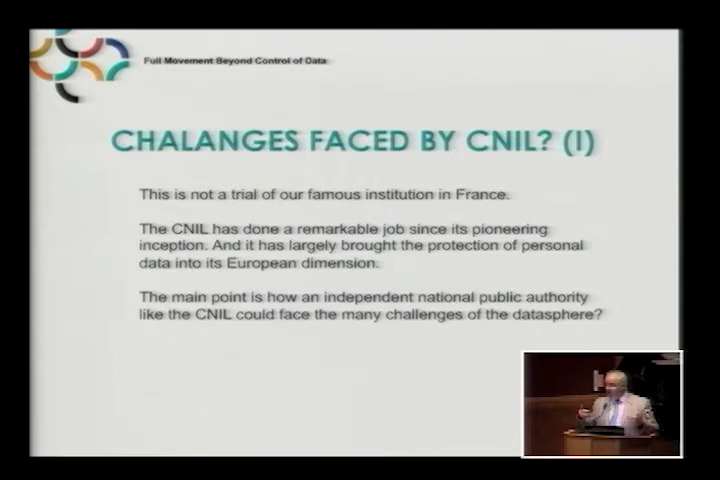 Full Movement Beyond Control of Data
CHALANGES FACED BY CNIL? (I)
This is not a trial of our famous institution in France.
The CNIL has done a remarkable job since its pioneering
inception. And it has largely brought the protection of personal
data into its European dimension.
The main point is how an independent national public authority
like the CNIL could face the many challenges of the datasphere?